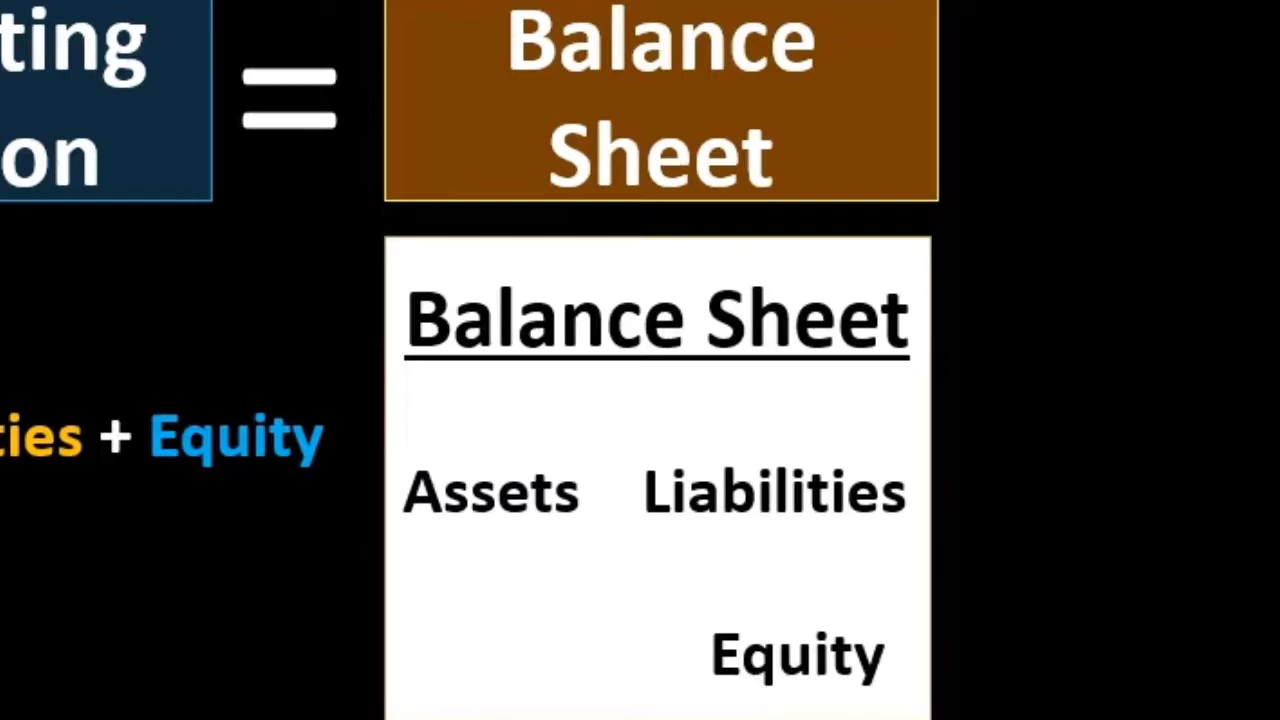 ting
on
=
Balance
Sheet
ties + Equity
Balance Sheet
Assets Liabilities
Equity